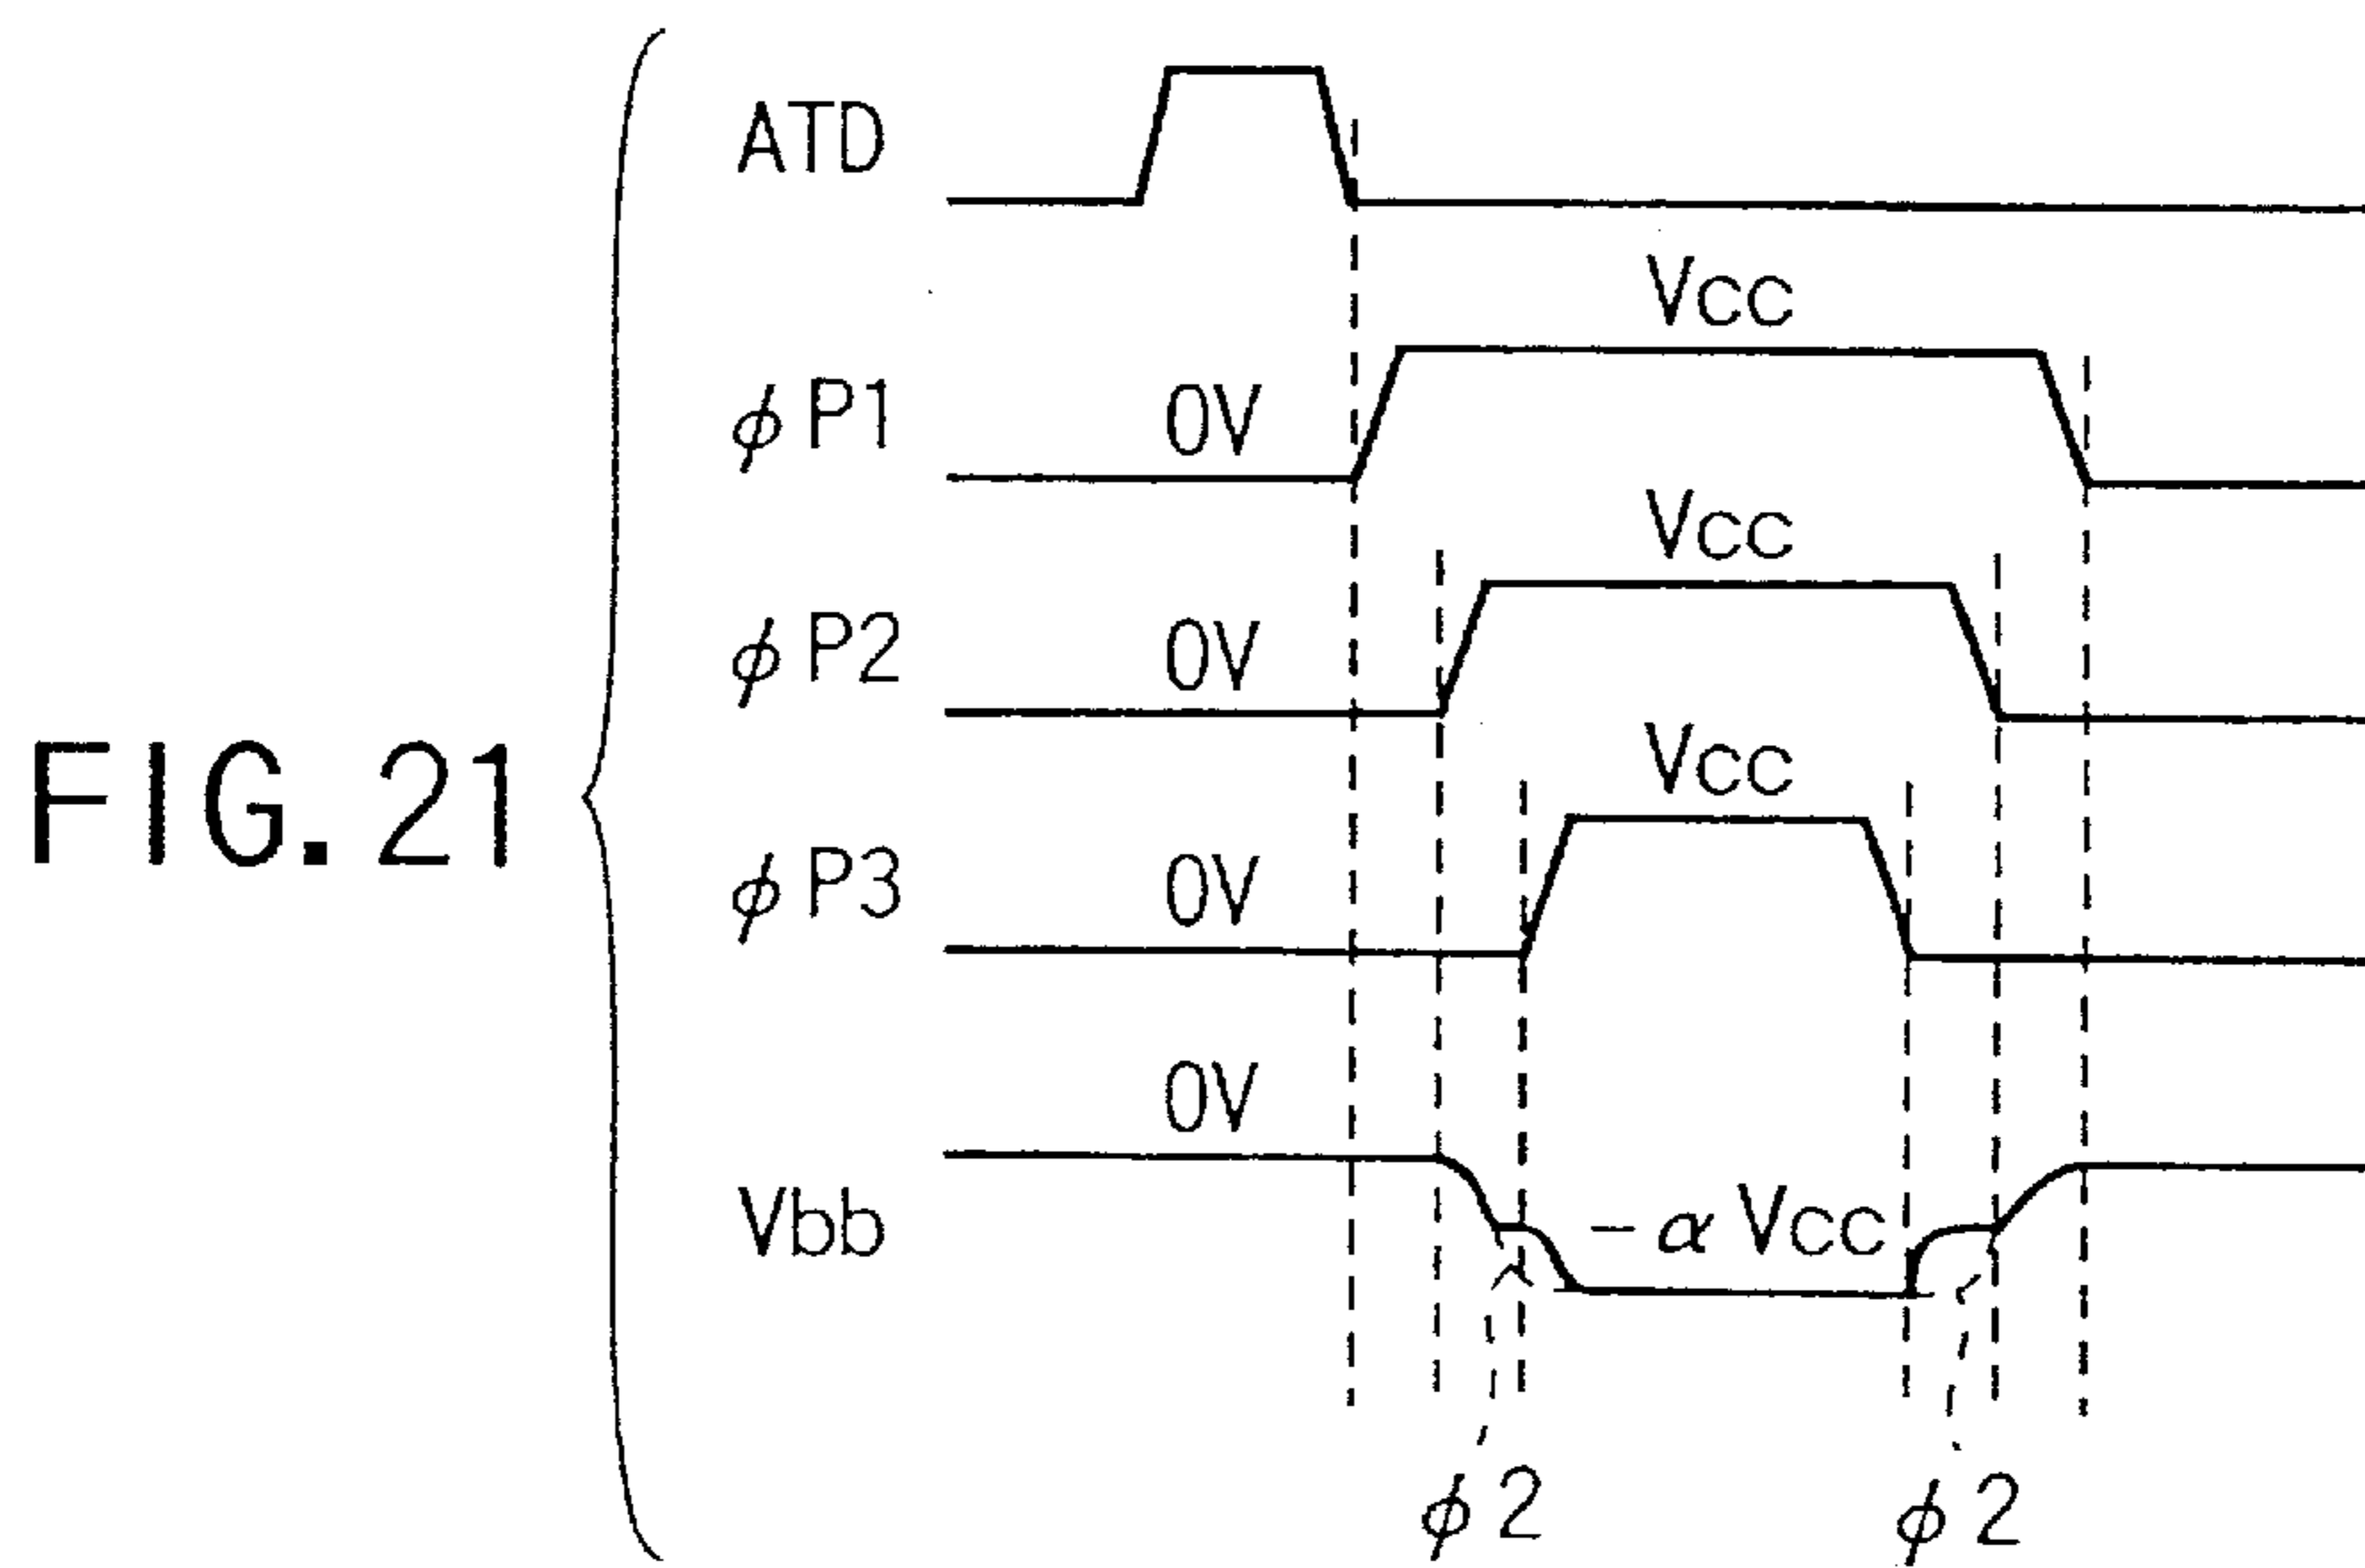 FIG. 21
ATD
Vcc
φP1 0V
Vcc
φP2 0V
Vcc
φP3 0V
0V
Vbb -αVcc
φ2 φ2